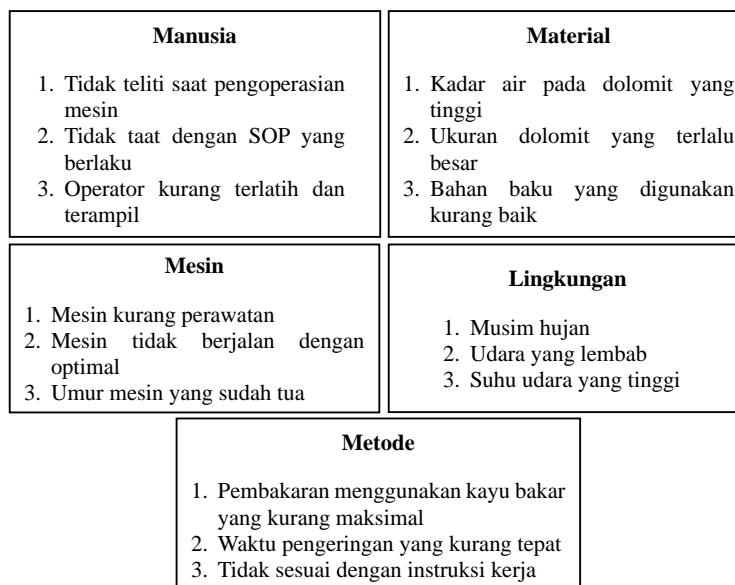 Manusia
1. Tidak teliti saat pengoperasian
mesin
2. Tidak taat dengan SOP yang
berlaku
3. Operator kurang terlatih dan
terampil
Material
1. Kadar air pada dolomit yang
tinggi
2. Ukuran dolomit yang terlalu
besar
3. Bahan baku yang digunakan
kurang baik
Mesin
1. Mesin kurang perawatan
2. Mesin tidak berjalan dengan
optimal
3. Umur mesin yang sudah tua
Lingkungan
1. Musim hujan
2. Udara yang lembab
3. Suhu udara yang tinggi
Metode
1. Pembakaran menggunakan kayu bakar
yang kurang maksimal
2. Waktu pengeringan yang kurang tepat
3. Tidak sesuai dengan instruksi kerja